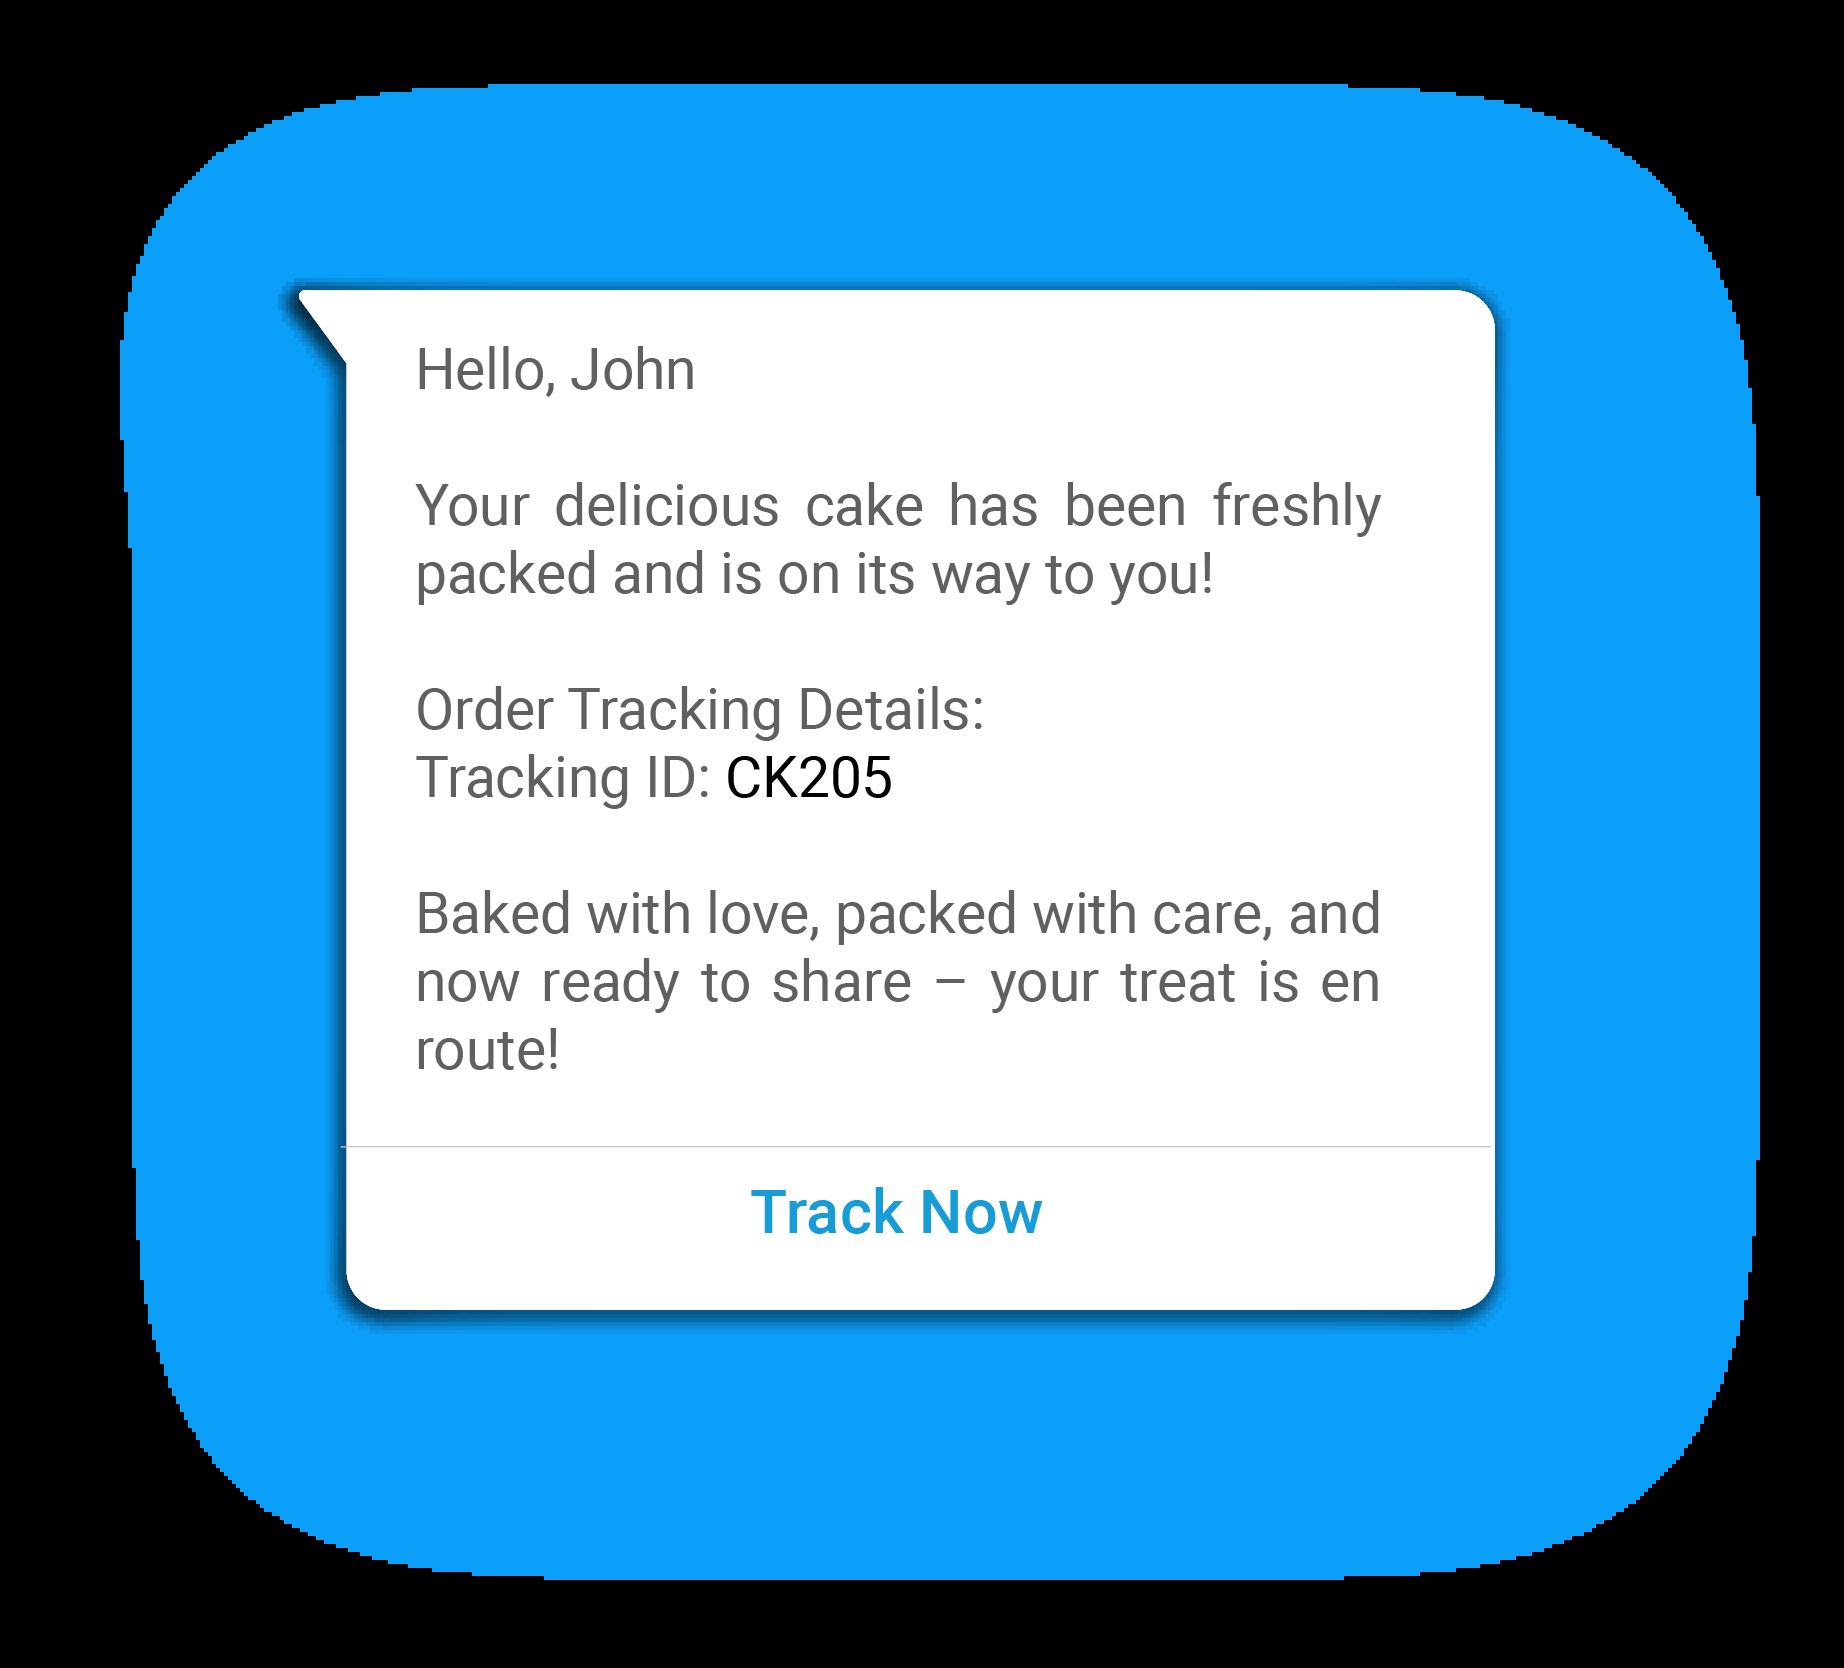 Hello, John
Your delicious cake has been freshly
packed and is on its way to you!
Order Tracking Details:
Tracking ID: CK205
Baked with love, packed with care, and
now ready to share – your treat is en
route!
Track Now